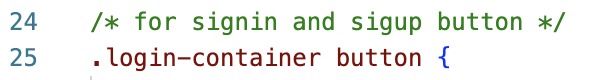 24 /* for signin and sigup button */
25 .login-container button {